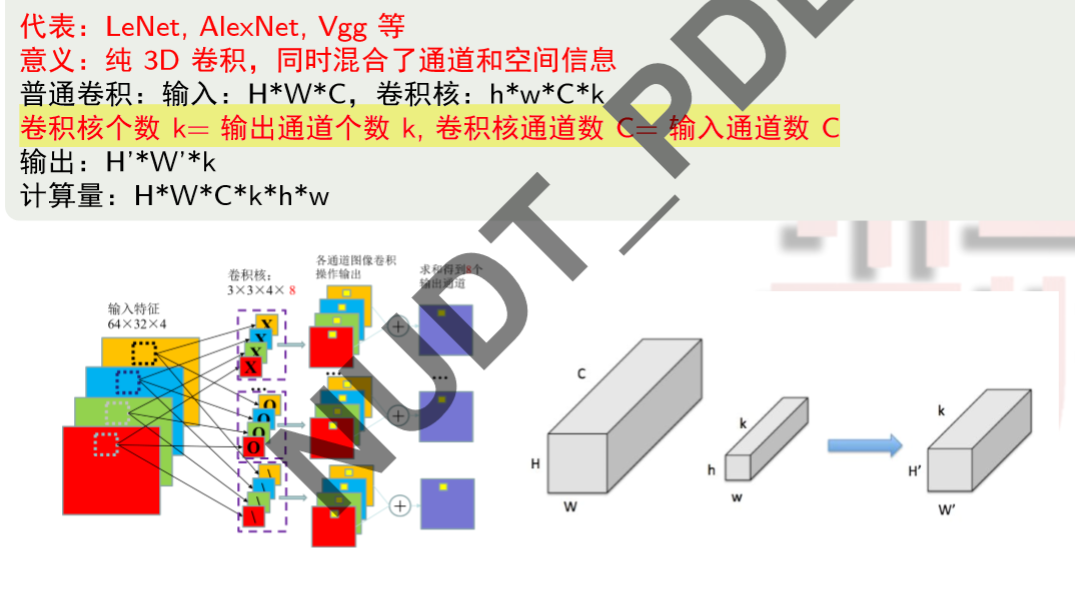 代表：LeNet, AlexNet, Vgg 等
意义：纯 3D 卷积，同时混合了通道和空间信息
普通卷积：输入：H*W*C，卷积核：h*w*C*k
卷积核个数 k= 输出通道个数 k, 卷积核通道数 C= 输入通道数 C
输出：H’*W’*k
计算量：H*W*C*k*h*w
NUDT_PDL
输入特征
64×32×4
卷积核：
3×3×4× 8
各通道图像卷积
操作输出
求和得到8个
输出通道
X
X
X
X
...
O
O
O
O
\
\
\
\
...
...
+
+
+
C
H
W
k
h
w
k
H’
W’